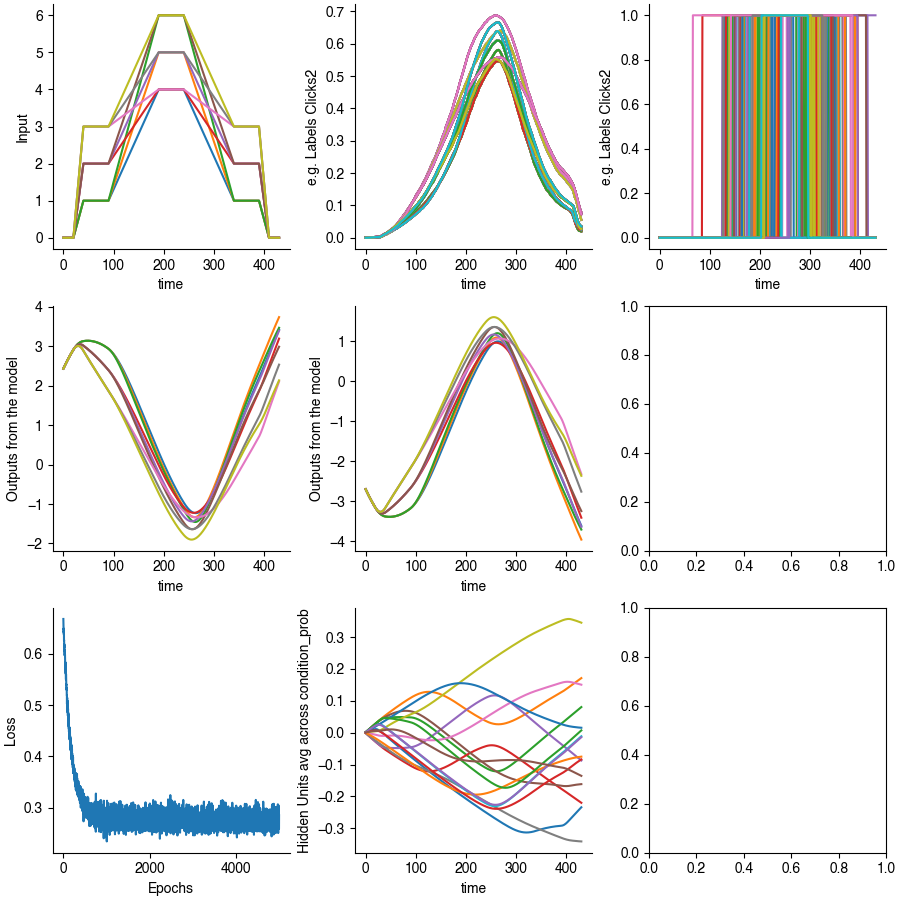 6
5
4
3
2
1
0
Input
0 100 200 300 400
time
0.7
0.6
0.5
0.4
0.3
0.2
0.1
0.0
e.g. Labels Clicks2
0 100 200 300 400
time
1.0
0.8
0.6
0.4
0.2
0.0
e.g. Labels Clicks2
0 100 200 300 400
time
4
3
2
1
0
−1
−2
Outputs from the model
0 100 200 300 400
time
1
0
−1
−2
−3
−4
Outputs from the model
0 100 200 300 400
time
1.0
0.8
0.6
0.4
0.2
0.0
0.0 0.2 0.4 0.6 0.8 1.0
0.6
0.5
0.4
0.3
Loss
0 2000 4000
Epochs
0.3
0.2
0.1
0.0
−0.1
−0.2
−0.3
Hidden Units avg across condition_prob
0 100 200 300 400
time
1.0
0.8
0.6
0.4
0.2
0.0
0.0 0.2 0.4 0.6 0.8 1.0